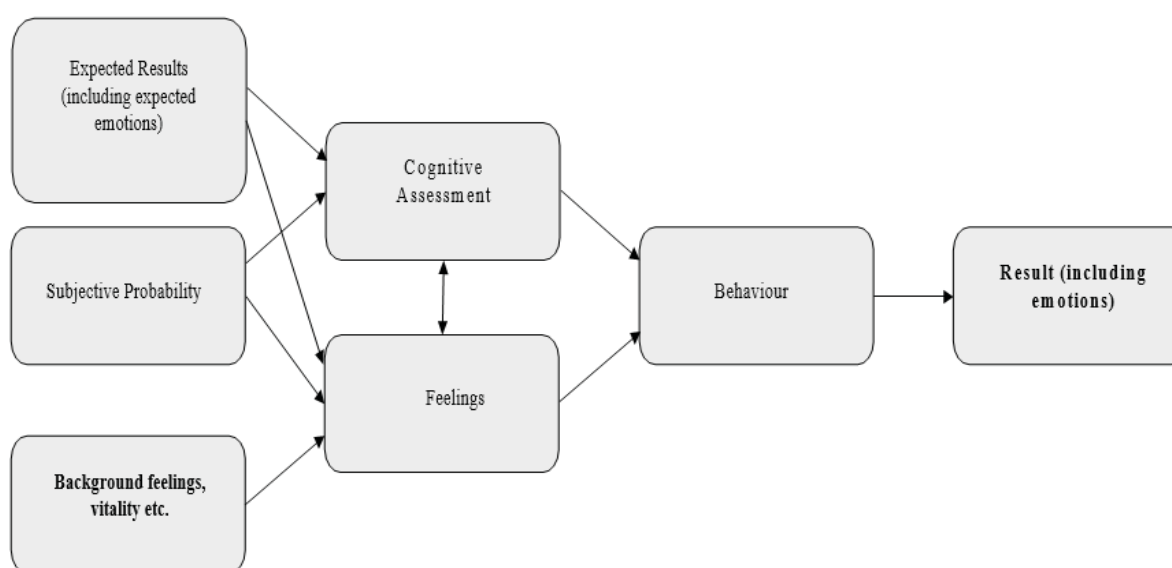 Expected Results
(including expected
emotions)
Cognitive
Assessment
Subjective Probability
Behaviour
Result (including
emotions)
Feelings
Background feelings,
vitality etc.